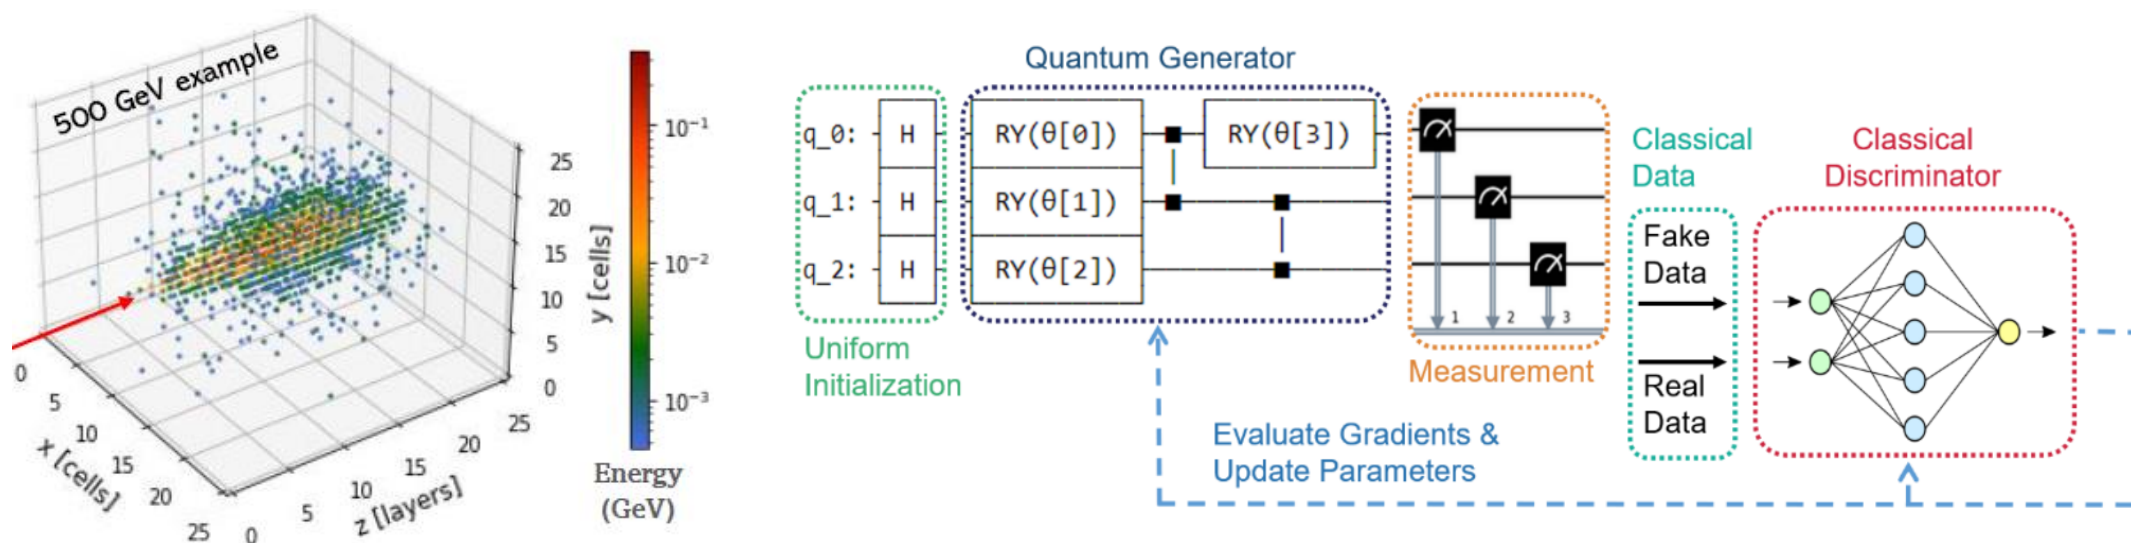 500 GeV example
25
20
15
10
5
0
y [cells]
0
5
10
15
20
25
x [cells]
0
5
10
15
20
25
z [layers]
10⁻¹
10⁻²
10⁻³
Energy
(GeV)
Quantum Generator
q_0: H RY(θ[0]) RY(θ[3])
q_1: H RY(θ[1])
q_2: H RY(θ[2])
Uniform
Initialization
1 2 3
Measurement
Evaluate Gradients &
Update Parameters
Classical
Data
Fake
Data
Real
Data
Classical
Discriminator